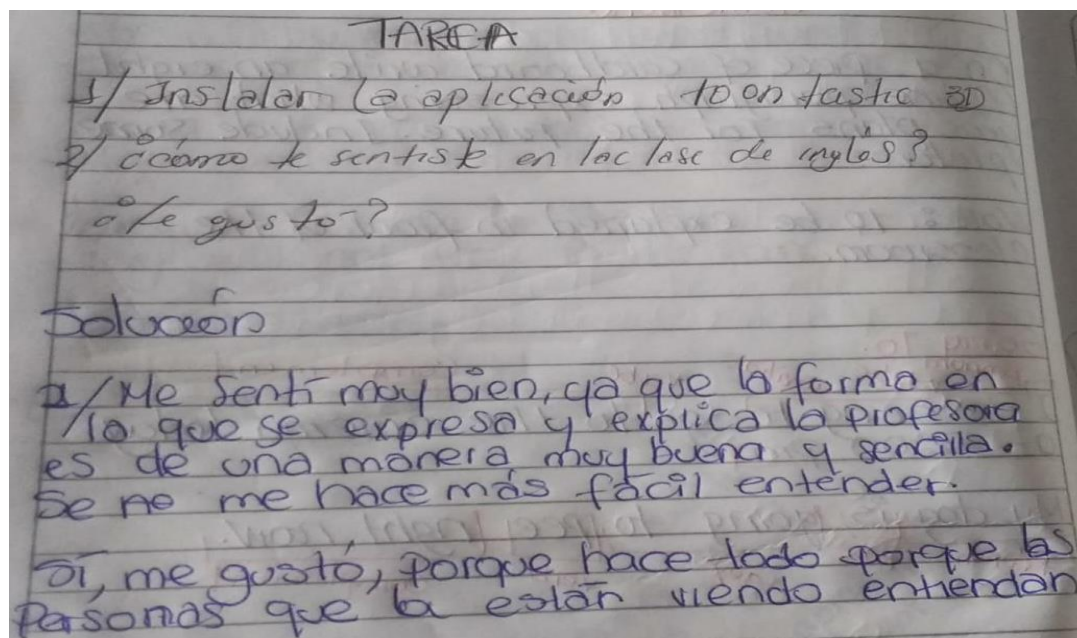 TAREA
1/ Instalar la aplicación toontastic 3D
2/ ¿cómo te sentiste en la clase de inglés?
¿te gusto?
Solución
2/ Me sentí muy bien, ya que la forma en
la que se expresa y explica la profesora
es de una manera muy buena y sencilla.
Se ne me hace más fácil entender.
Sí, me gustó, porque hace todo porque las
Personas que la están viendo entiendan